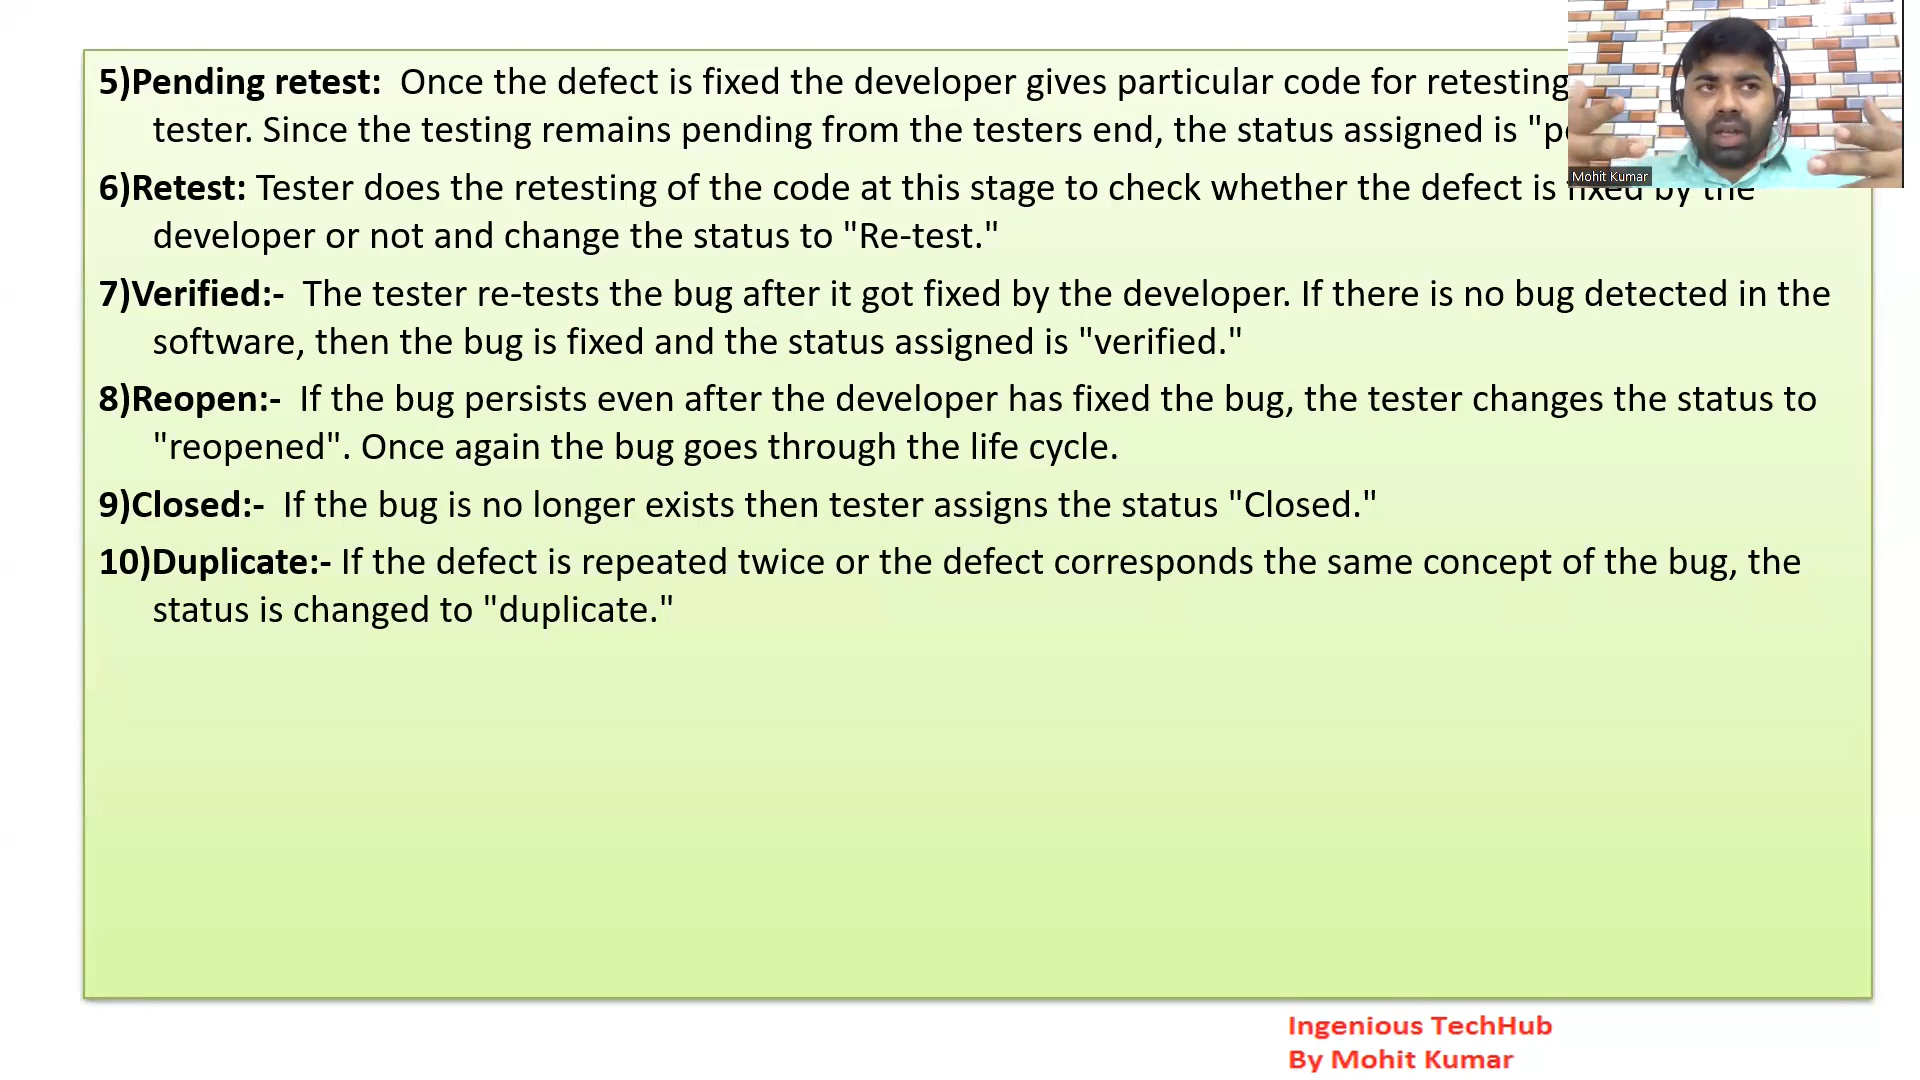 5)Pending retest: Once the defect is fixed the developer gives particular code for retesting
tester. Since the testing remains pending from the testers end, the status assigned is "p
6)Retest: Tester does the retesting of the code at this stage to check whether the defect is fixed by the
developer or not and change the status to "Re-test."
7)Verified:- The tester re-tests the bug after it got fixed by the developer. If there is no bug detected in the
software, then the bug is fixed and the status assigned is "verified."
8)Reopen:- If the bug persists even after the developer has fixed the bug, the tester changes the status to
"reopened". Once again the bug goes through the life cycle.
9)Closed:- If the bug is no longer exists then tester assigns the status "Closed."
10)Duplicate:- If the defect is repeated twice or the defect corresponds the same concept of the bug, the
status is changed to "duplicate."
Mohit Kumar
Ingenious TechHub
By Mohit Kumar